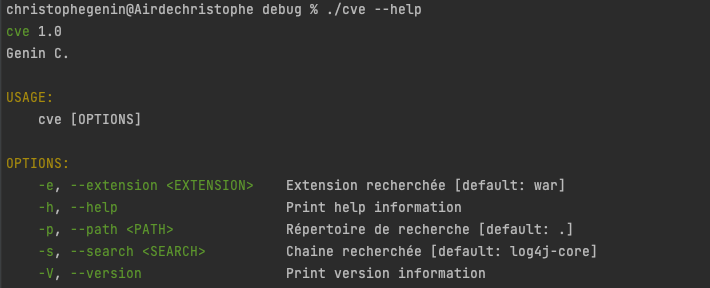 christophegenin@Airdechristophe debug % ./cve --help
cve 1.0
Genin C.
USAGE:
cve [OPTIONS]
OPTIONS:
-e, --extension <EXTENSION> Extension recherchée [default: war]
-h, --help Print help information
-p, --path <PATH> Répertoire de recherche [default: .]
-s, --search <SEARCH> Chaine recherchée [default: log4j-core]
-V, --version Print version information